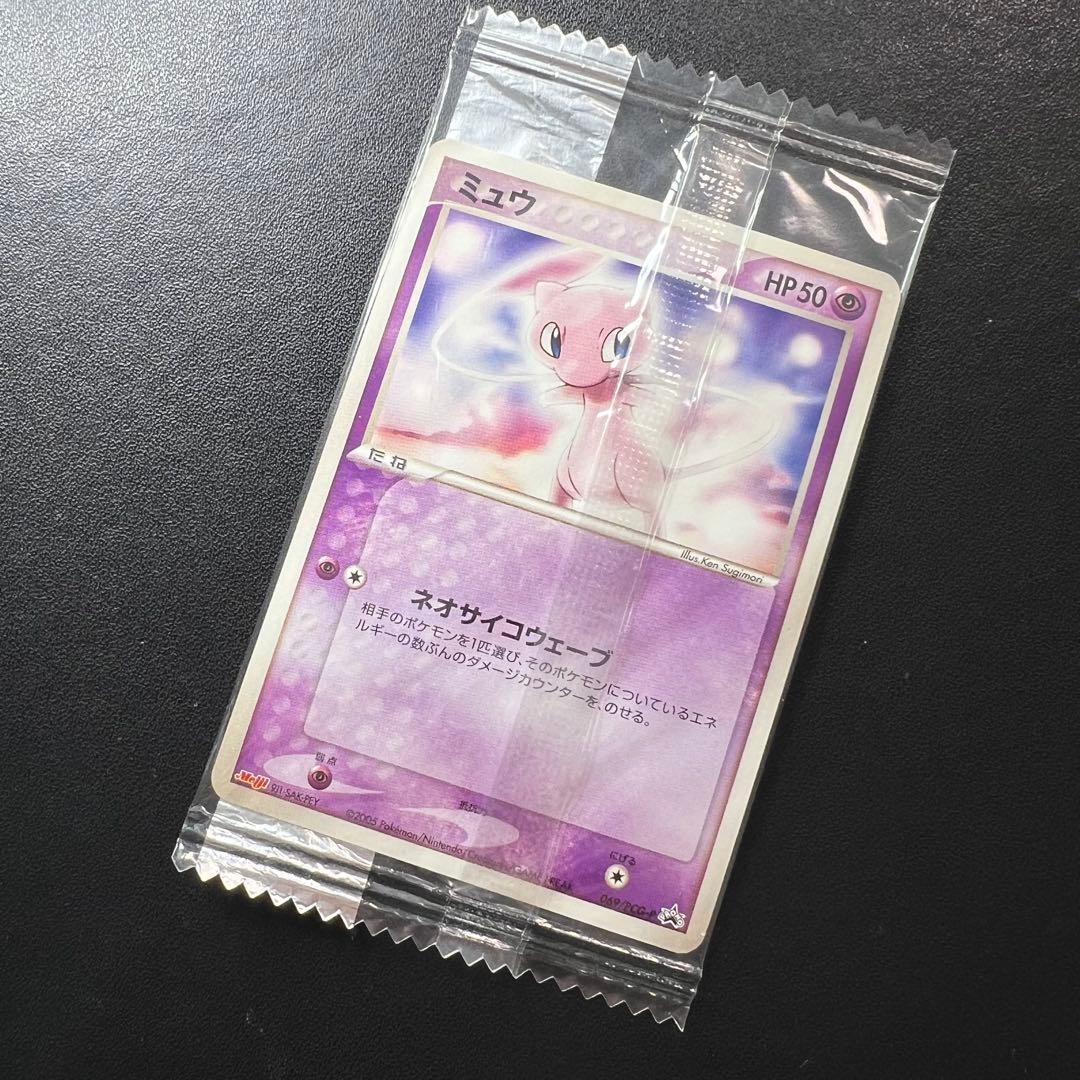 ミュウ
HP 50
たね
Illus. Ken Sugimori
ネオサイコウェーブ
相手のポケモンを1匹選び、そのポケモンについているエネ
ルギーの数ぶんのダメージカウンターを、のせる。
弱点
抵抗力
にげる
Meiji
©2005 Pokémon/Nintendo/Creatures/GAME FREAK
069/PCG-P